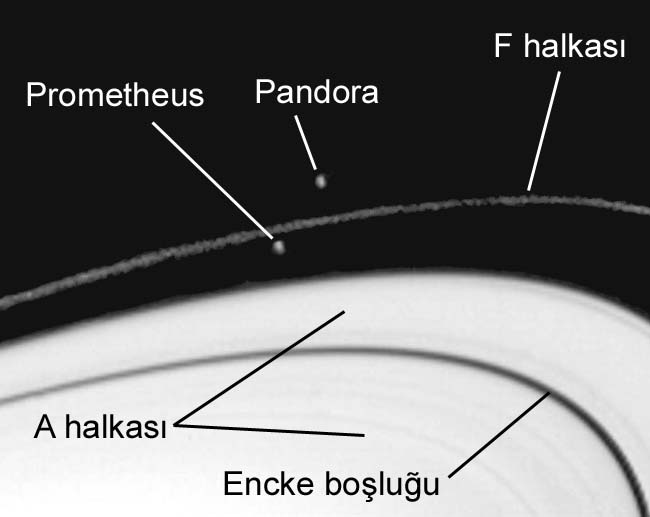 F halkası
Prometheus
Pandora
A halkası
Encke boşluğu